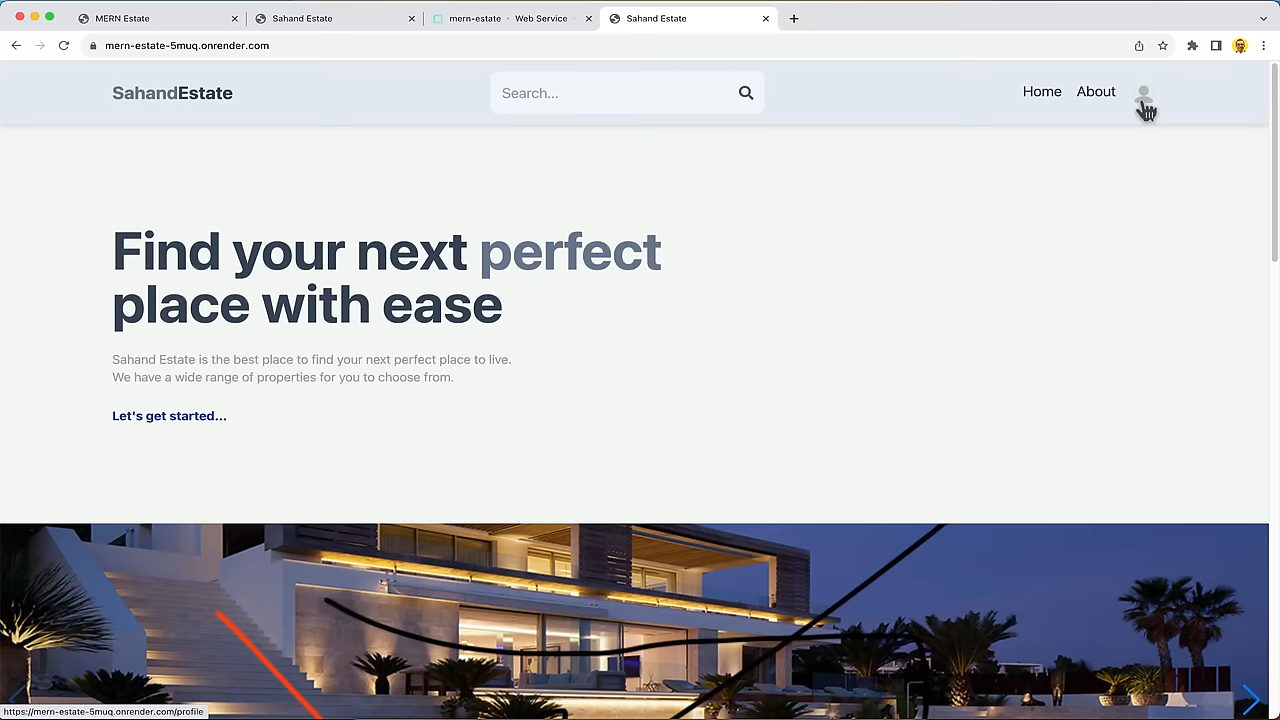 MERN Estate
Sahand Estate
mern-estate · Web Service ·
Sahand Estate
mern-estate-5muq.onrender.com
SahandEstate
Search...
Home
About
Find your next perfect
place with ease
Sahand Estate is the best place to find your next perfect place to live.
We have a wide range of properties for you to choose from.
Let's get started...
https://mern-estate-5muq.onrender.com/profile